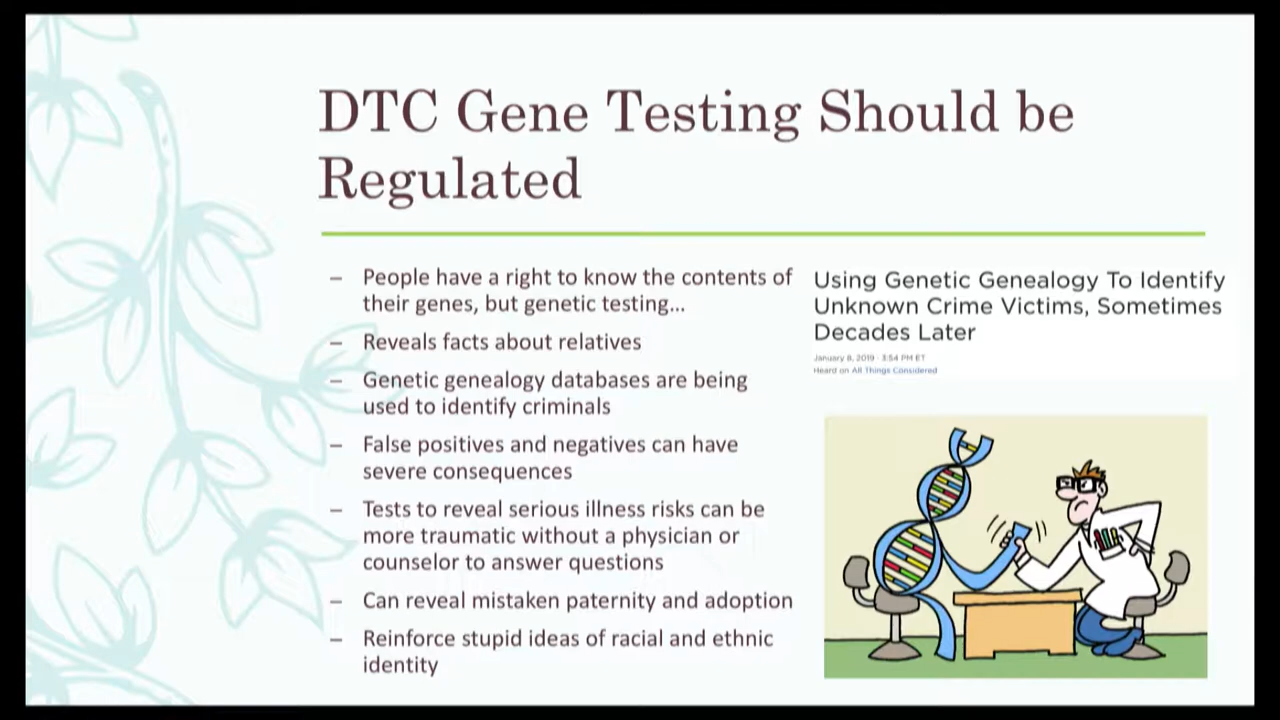 DTC Gene Testing Should be
Regulated
– People have a right to know the contents of
their genes, but genetic testing...
– Reveals facts about relatives
– Genetic genealogy databases are being
used to identify criminals
– False positives and negatives can have
severe consequences
– Tests to reveal serious illness risks can be
more traumatic without a physician or
counselor to answer questions
– Can reveal mistaken paternity and adoption
– Reinforce stupid ideas of racial and ethnic
identity
Using Genetic Genealogy To Identify
Unknown Crime Victims, Sometimes
Decades Later
January 8, 2019 · 3:54 PM ET
Heard on All Things Considered